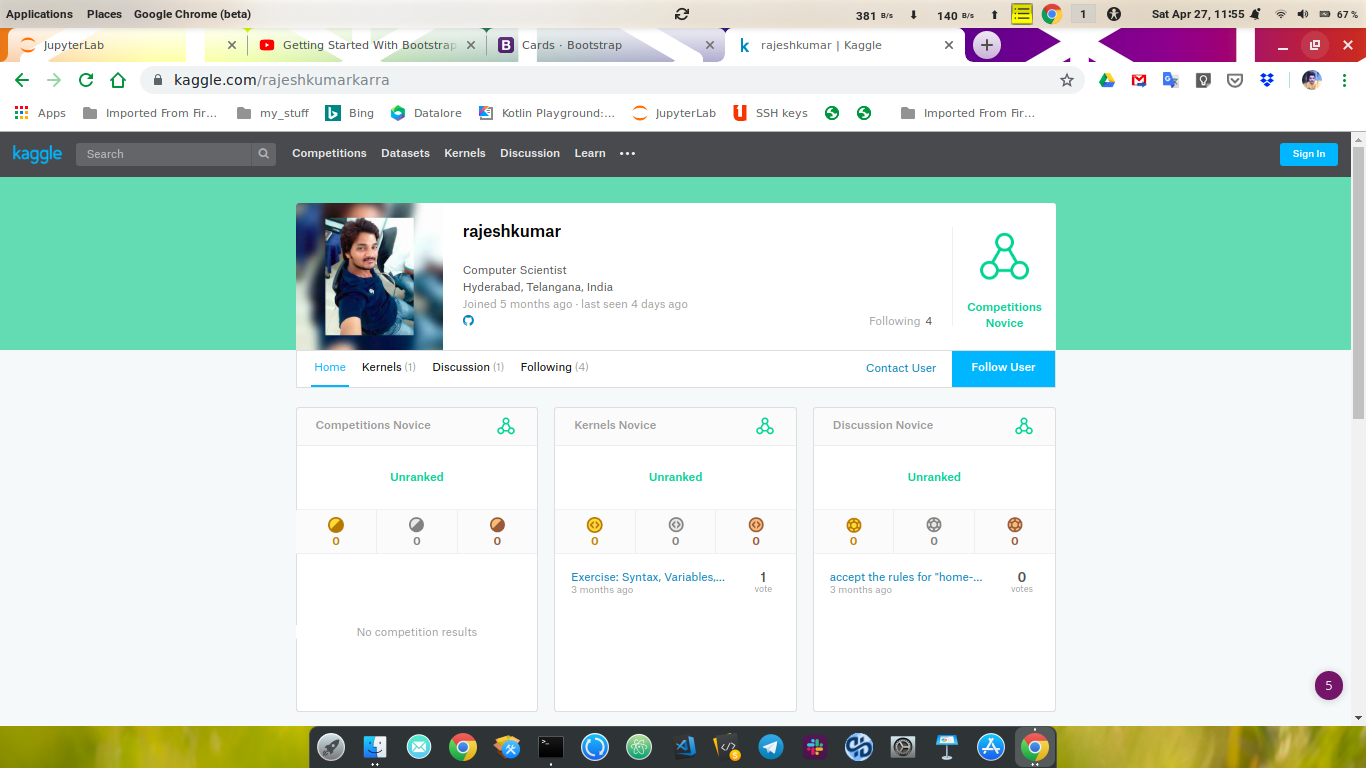 Applications Places Google Chrome (beta) 381 B/s 140 B/s 1 Sat Apr 27, 11:55 67 %
JupyterLab Getting Started With Bootstrap Cards · Bootstrap rajeshkumar | Kaggle
kaggle.com/rajeshkumarkarra
Apps Imported From Fir... my_stuff Bing Datalore Kotlin Playground:... JupyterLab SSH keys Imported From Fir...
kaggle Search Competitions Datasets Kernels Discussion Learn Sign In
rajeshkumar
Computer Scientist
Hyderabad, Telangana, India
Joined 5 months ago · last seen 4 days ago
Following 4
Competitions
Novice
Home Kernels (1) Discussion (1) Following (4) Contact User Follow User
Competitions Novice Kernels Novice Discussion Novice
Unranked Unranked Unranked
0 0 0 0 0 0 0 0 0
Exercise: Syntax, Variables,... 1 accept the rules for "home-... 0
3 months ago vote 3 months ago votes
No competition results
5